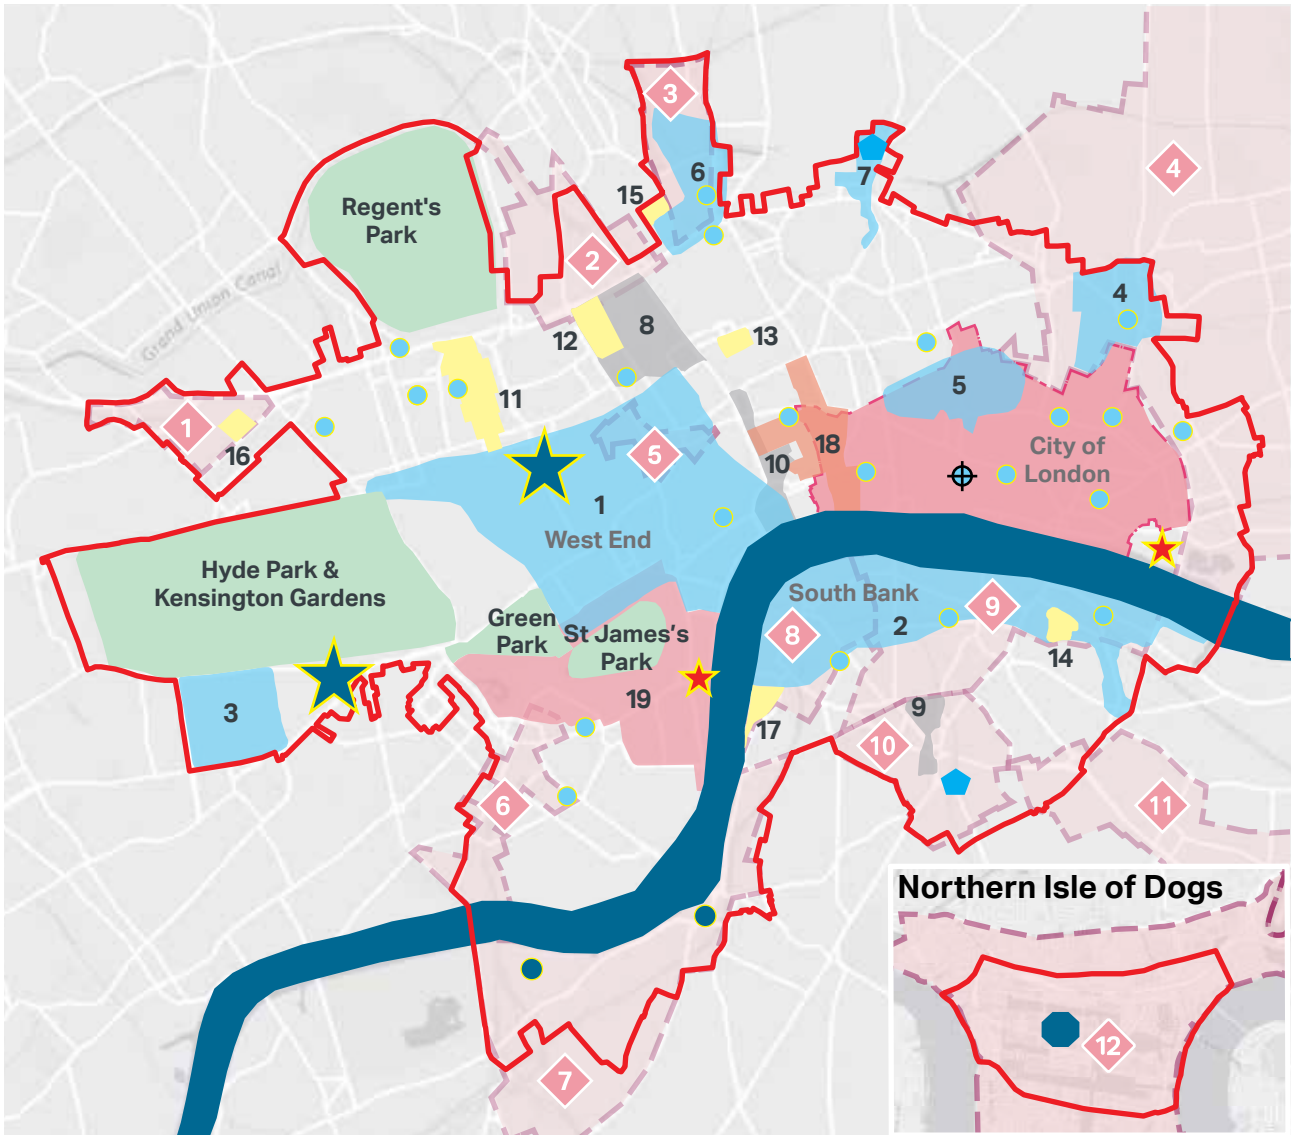 3
4
6
7
15
Regent's
Park
2
Grand Union Canal
4
8
12
13
5
11
1
16
5
18
10
City of
London
1
West End
Hyde Park &
Kensington Gardens
South Bank
9
2
8
Green
Park
St James's
Park
14
3
19
9
17
10
6
11
Northern Isle of Dogs
12
7